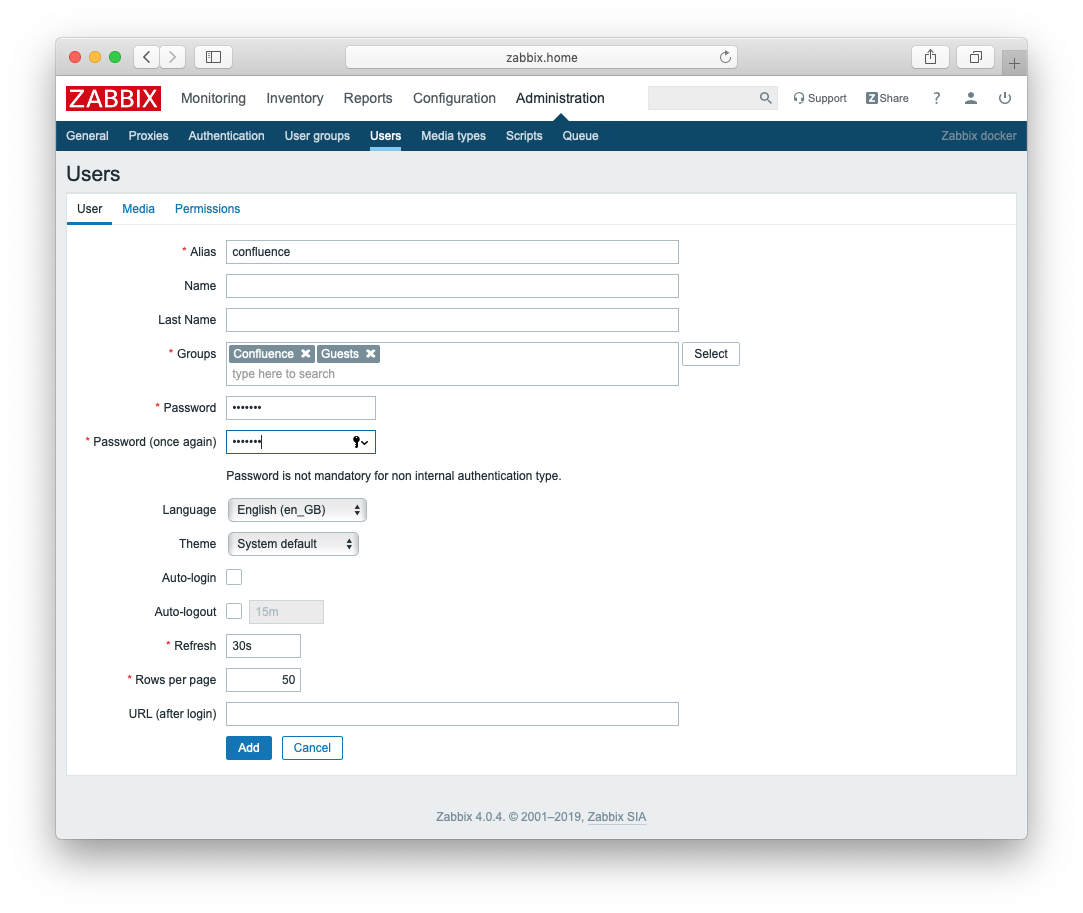 zabbix.home
ZABBIX Monitoring Inventory Reports Configuration Administration Support Z Share ?
General Proxies Authentication User groups Users Media types Scripts Queue Zabbix docker
Users
User Media Permissions
* Alias confluence
Name
Last Name
* Groups Confluence Guests Select
type here to search
* Password •••••••
* Password (once again) •••••••
Password is not mandatory for non internal authentication type.
Language English (en_GB)
Theme System default
Auto-login
Auto-logout 15m
* Refresh 30s
* Rows per page 50
URL (after login)
Add Cancel
Zabbix 4.0.4. © 2001–2019, Zabbix SIA